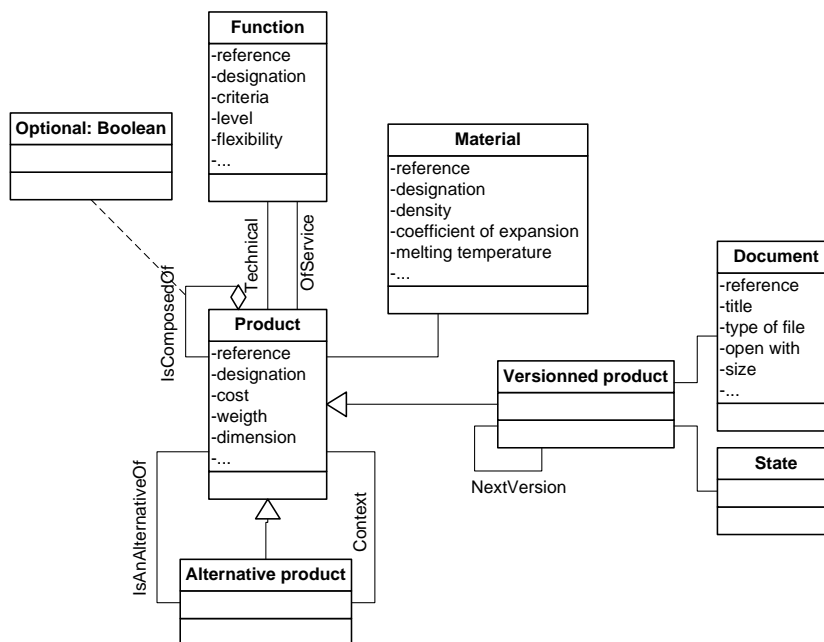 Function
-reference
-designation
-criteria
-level
-flexibility
-...
Optional: Boolean
Material
-reference
-designation
-density
-coefficient of expansion
-melting temperature
-...
Technical
OfService
IsComposedOf
Document
-reference
-title
-type of file
-open with
-size
-...
Product
-reference
-designation
-cost
-weigth
-dimension
-...
Versionned product
NextVersion
State
IsAnAlternativeOf
Context
Alternative product